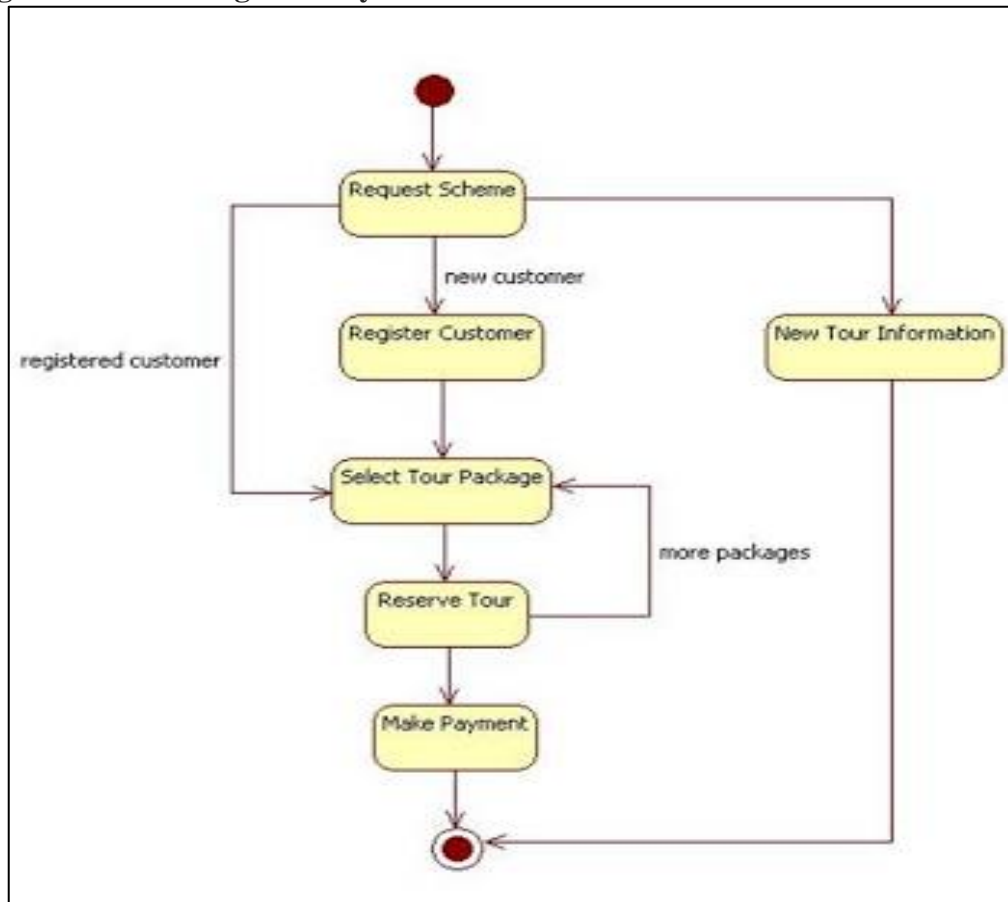 Request Scheme
new customer
Register Customer
New Tour Information
registered customer
Select Tour Package
more packages
Reserve Tour
Make Payment